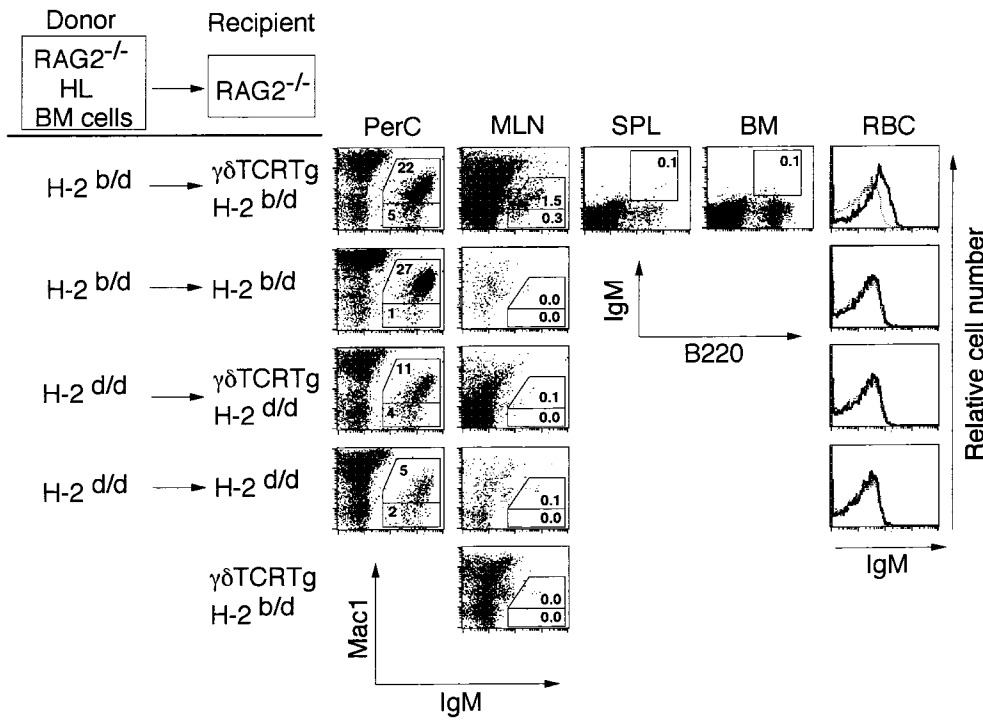 Donor
Recipient
RAG2-/-
HL
BM cells
RAG2-/-
PerC MLN SPL BM RBC
H-2 b/d
γδTCRTg
H-2 b/d
22
5
1.5
0.3
0.1
0.1
H-2 b/d
H-2 b/d
27
1
0.0
0.0
IgM
B220
H-2 d/d
γδTCRTg
H-2 d/d
11
4
0.1
0.0
H-2 d/d
H-2 d/d
5
2
0.1
0.0
IgM
γδTCRTg
H-2 b/d
0.0
0.0
Mac1
IgM
Relative cell number